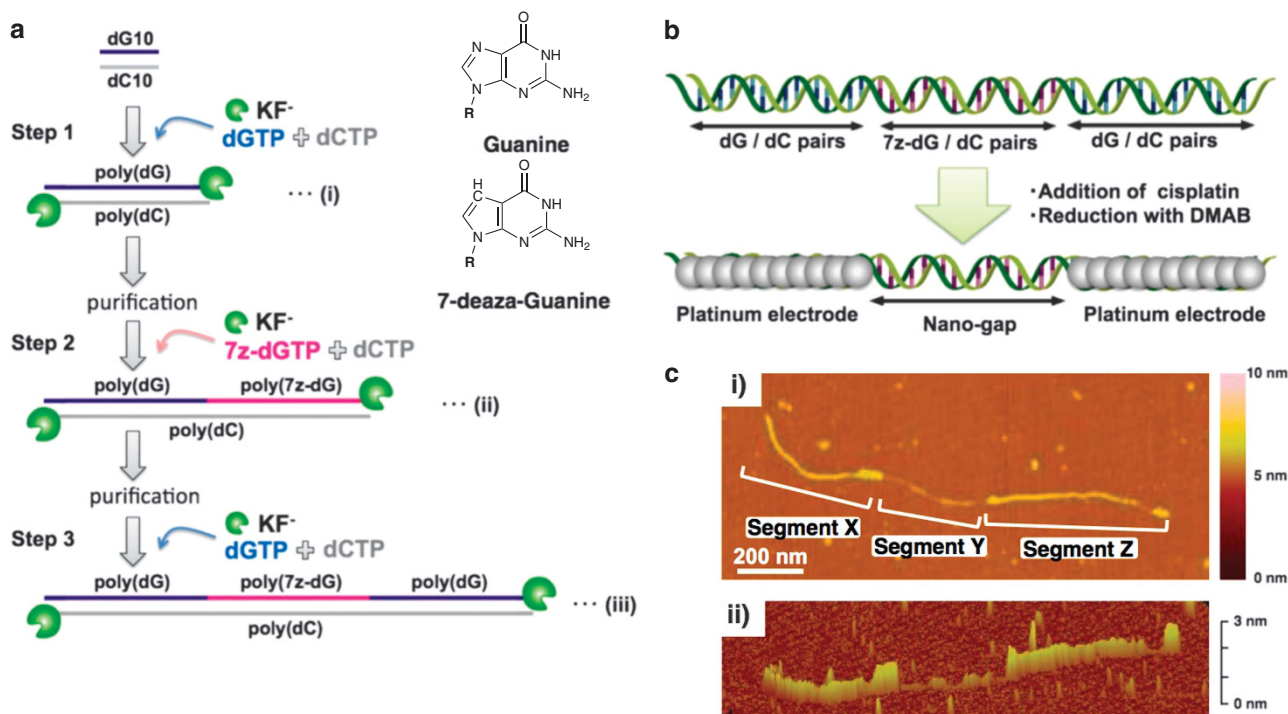 a
dG10
dC10
Step 1
KF-
dGTP + dCTP
poly(dG)
poly(dC)
··· (i)
purification
Step 2
KF-
7z-dGTP + dCTP
poly(dG)
poly(7z-dG)
poly(dC)
··· (ii)
purification
Step 3
KF-
dGTP + dCTP
poly(dG)
poly(7z-dG)
poly(dG)
poly(dC)
··· (iii)
O
N
NH
N
N
NH₂
R
Guanine
O
H
C
NH
N
N
NH₂
R
7-deaza-Guanine
b
dG / dC pairs
7z-dG / dC pairs
dG / dC pairs
·Addition of cisplatin
·Reduction with DMAB
Platinum electrode
Nano-gap
Platinum electrode
c
i)
Segment X
Segment Y
Segment Z
200 nm
10 nm
5 nm
0 nm
ii)
3 nm
0 nm